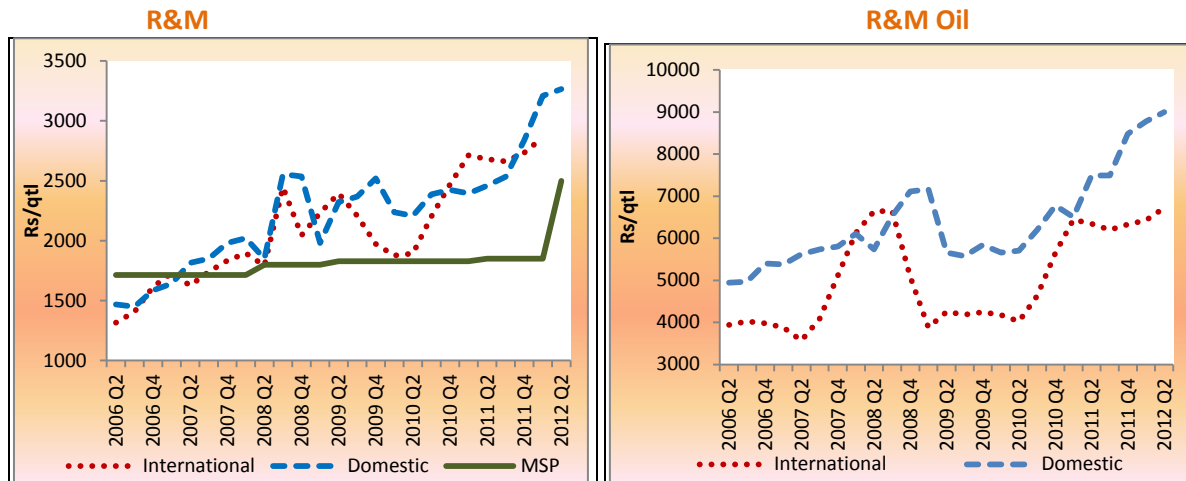 R&M
3500
3000
2500
2000
1500
1000
Rs/qtl
2006 Q2
2006 Q4
2007 Q2
2007 Q4
2008 Q2
2008 Q4
2009 Q2
2009 Q4
2010 Q2
2010 Q4
2011 Q2
2011 Q4
2012 Q2
International Domestic MSP
R&M Oil
10000
9000
8000
7000
6000
5000
4000
3000
Rs/qtl
2006 Q2
2006 Q4
2007 Q2
2007 Q4
2008 Q2
2008 Q4
2009 Q2
2009 Q4
2010 Q2
2010 Q4
2011 Q2
2011 Q4
2012 Q2
International Domestic